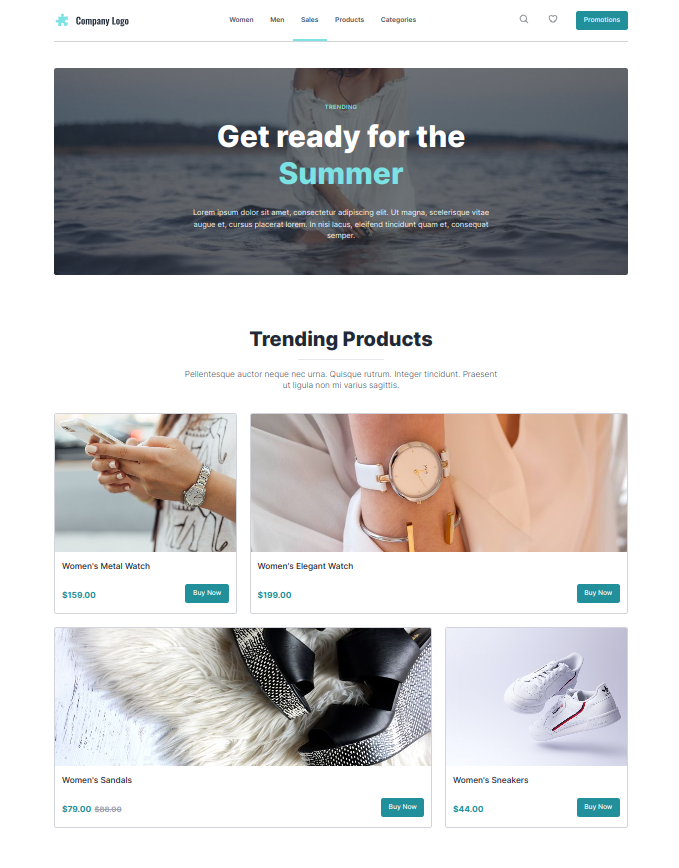 Company Logo
Women Men Sales Products Categories
Promotions
TRENDING
Get ready for the
Summer
Lorem ipsum dolor sit amet, consectetur adipiscing elit. Ut magna, scelerisque vitae
augue et, cursus placerat lorem. In nisi lacus, eleifend tincidunt quam et, consequat
semper.
Trending Products
Pellentesque auctor neque nec urna. Quisque rutrum. Integer tincidunt. Praesent
ut ligula non mi varius sagittis.
Women's Metal Watch
$159.00
Buy Now
Women's Elegant Watch
$199.00
Buy Now
Women's Sandals
$79.00 $88.00
Buy Now
Women's Sneakers
$44.00
Buy Now